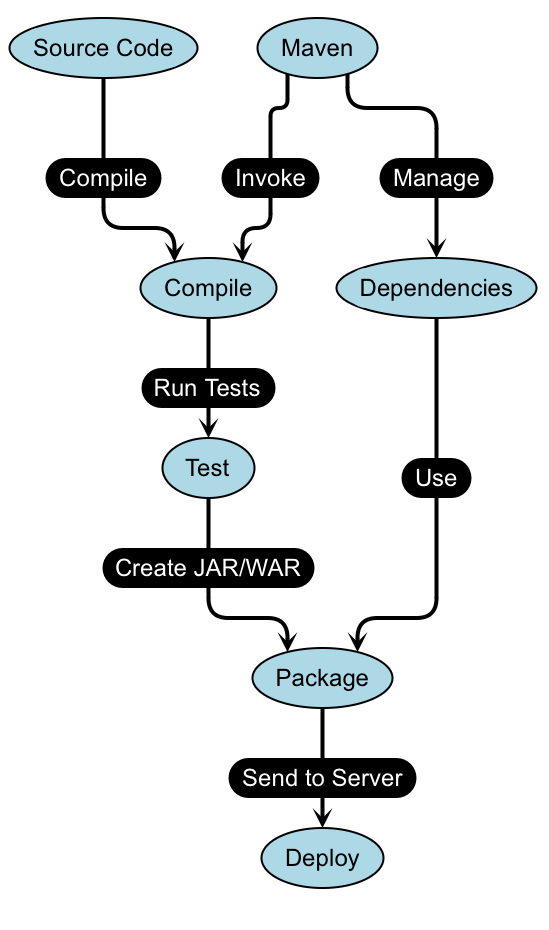 Source Code
Maven
Compile
Invoke
Manage
Compile
Dependencies
Run Tests
Test
Use
Create JAR/WAR
Package
Send to Server
Deploy